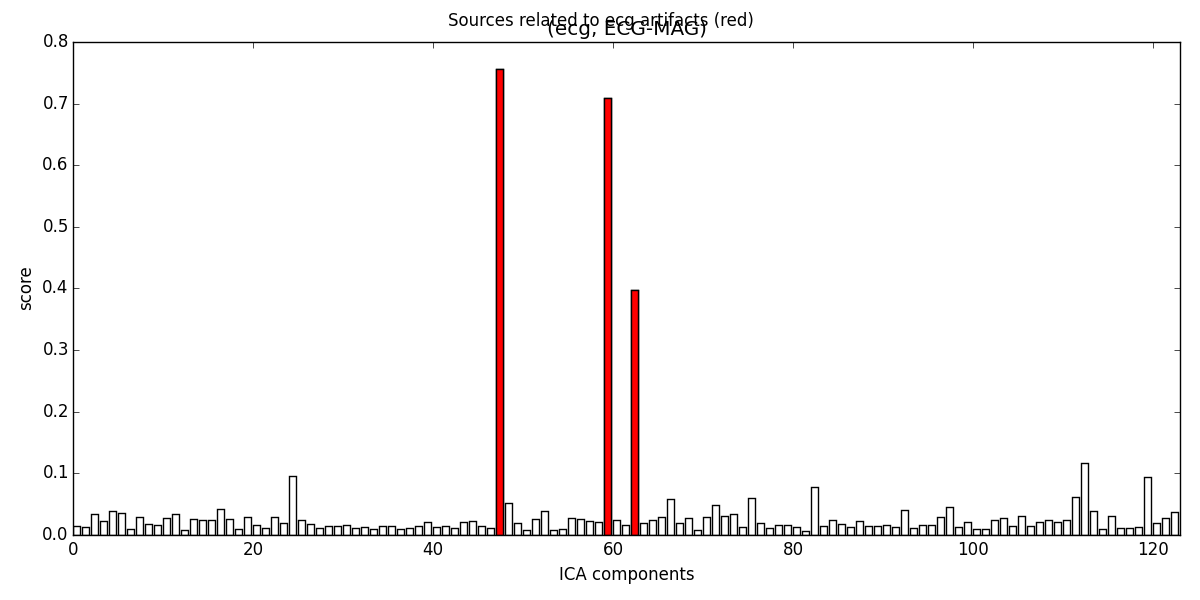 Sources related to ecg artifacts (red)
(ecg, ECG-MAG)
0.8
0.7
0.6
0.5
0.4
0.3
0.2
0.1
0.0
score
0 20 40 60 80 100 120
ICA components